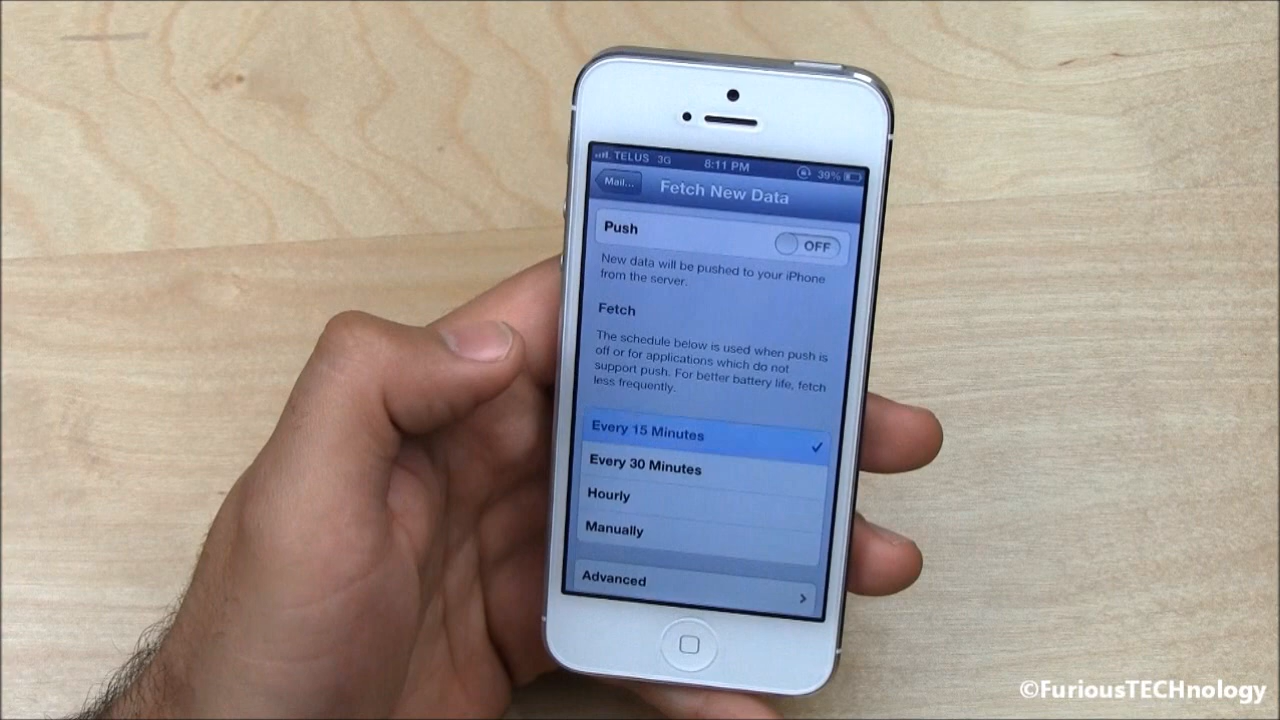 TELUS 3G 8:11 PM 39%
Mail... Fetch New Data
Push OFF
New data will be pushed to your iPhone
from the server.
Fetch
The schedule below is used when push is
off or for applications which do not
support push. For better battery life, fetch
less frequently.
Every 15 Minutes
Every 30 Minutes
Hourly
Manually
Advanced
©FuriousTECHnology